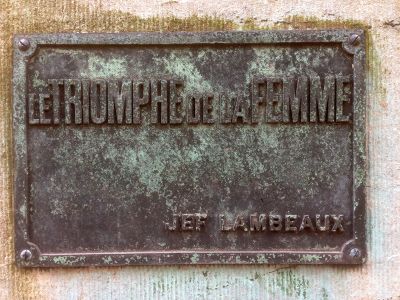 LE TRIOMPHE DE LA FEMME
JEF LAMBEAUX